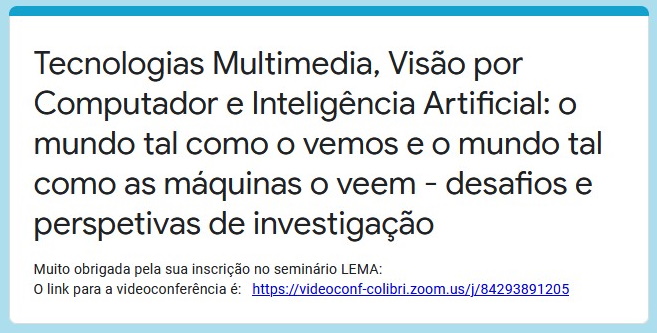 Tecnologias Multimedia, Visão por
Computador e Inteligência Artificial: o
mundo tal como o vemos e o mundo tal
como as máquinas o veem - desafios e
perspetivas de investigação
Muito obrigada pela sua inscrição no seminário LEMA:
O link para a videoconferência é: https://videoconf-colibri.zoom.us/j/84293891205